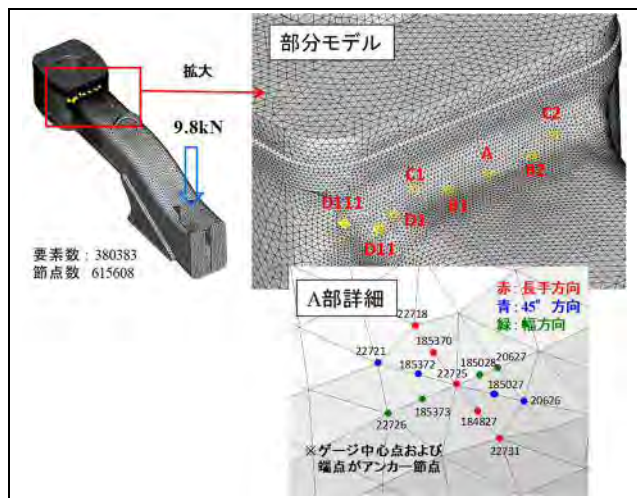 部分モデル
拡大
9.8kN
要素数：380383
節点数 615608
C2
A
B2
C1
B1
D111
D1
D11
A部詳細
赤：長手方向
青：45°方向
緑：幅方向
22718
185370
20627
22721
185372
22725
185028
185027
20626
185373
22726
184827
22731
※ゲージ中心点および
端点がアンカー節点